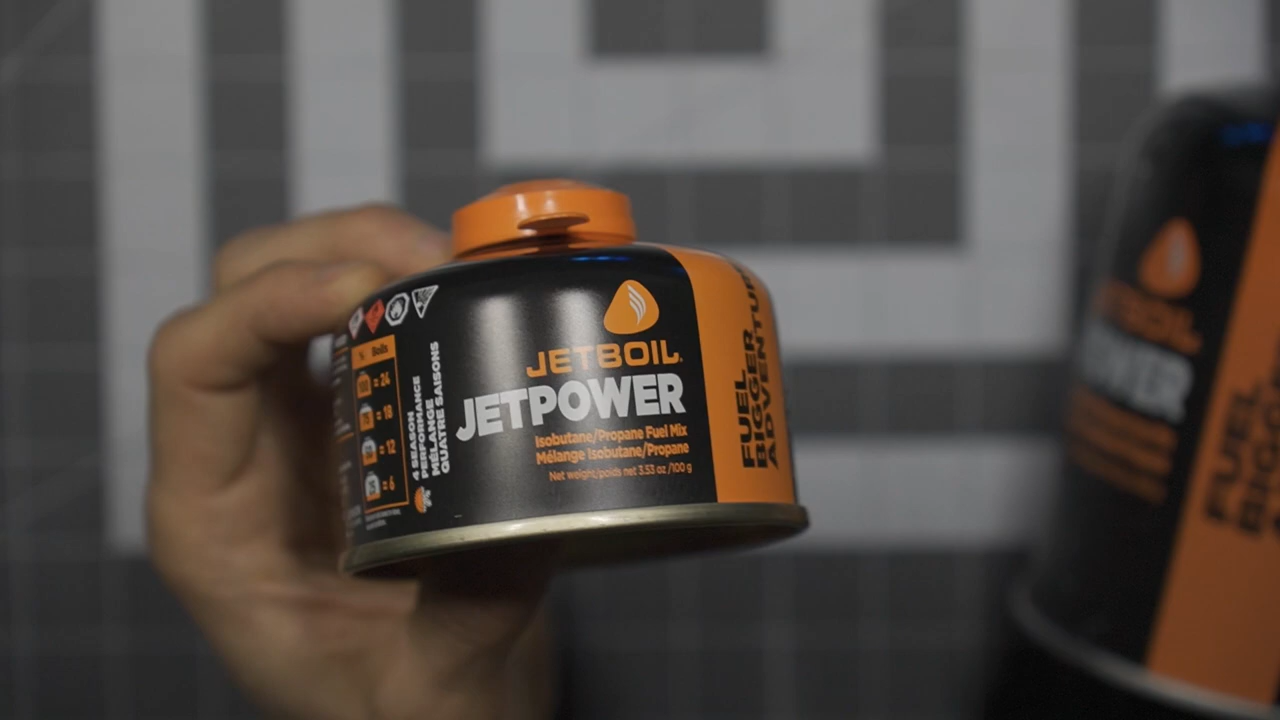 JETBOIL
JETPOWER
Isobutane/Propane Fuel Mix
Mélange Isobutane/Propane
Net weight/poids net 3.53 oz /100 g
FUEL
BIGGER
ADVENTURE
4 SEASON
PERFORMANCE
MÉLANGE
QUATRE SAISONS
% Boils
= 24
= 18
= 12
= 6
JETBOIL
POWER
FUEL